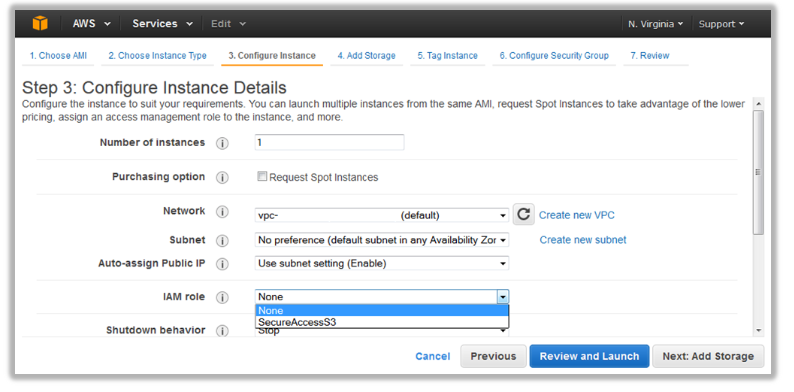 AWS Services Edit N. Virginia Support
1. Choose AMI 2. Choose Instance Type 3. Configure Instance 4. Add Storage 5. Tag Instance 6. Configure Security Group 7. Review
Step 3: Configure Instance Details
Configure the instance to suit your requirements. You can launch multiple instances from the same AMI, request Spot Instances to take advantage of the lower
pricing, assign an access management role to the instance, and more.
Number of instances 1
Purchasing option Request Spot Instances
Network vpc- (default) Create new VPC
Subnet No preference (default subnet in any Availability Zor Create new subnet
Auto-assign Public IP Use subnet setting (Enable)
IAM role None
None
SecureAccessS3
Shutdown behavior Stop
Cancel Previous Review and Launch Next: Add Storage